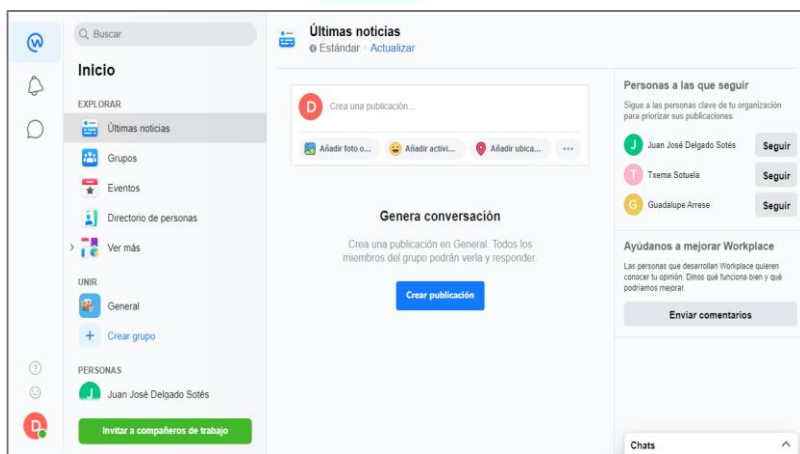 Buscar
Inicio
EXPLORAR
Últimas noticias
Grupos
Eventos
Directorio de personas
Ver más
UNIR
General
Crear grupo
PERSONAS
J
Juan José Delgado Sotés
D
Invitar a compañeros de trabajo
Últimas noticias
Estándar · Actualizar
D
Crea una publicación...
Añadir foto o...
Añadir activi...
Añadir ubica...
Genera conversación
Crea una publicación en General. Todos los
miembros del grupo podrán verla y responder.
Crear publicación
Personas a las que seguir
Sigue a las personas clave de tu organización
para priorizar sus publicaciones.
J
Juan José Delgado Sotés
Seguir
T
Txema Sotuela
Seguir
G
Guadalupe Arrese
Seguir
Ayúdanos a mejorar Workplace
Las personas que desarrollan Workplace quieren
conocer tu opinión. Dinos qué funciona bien y qué
podríamos mejorar.
Enviar comentarios
Chats